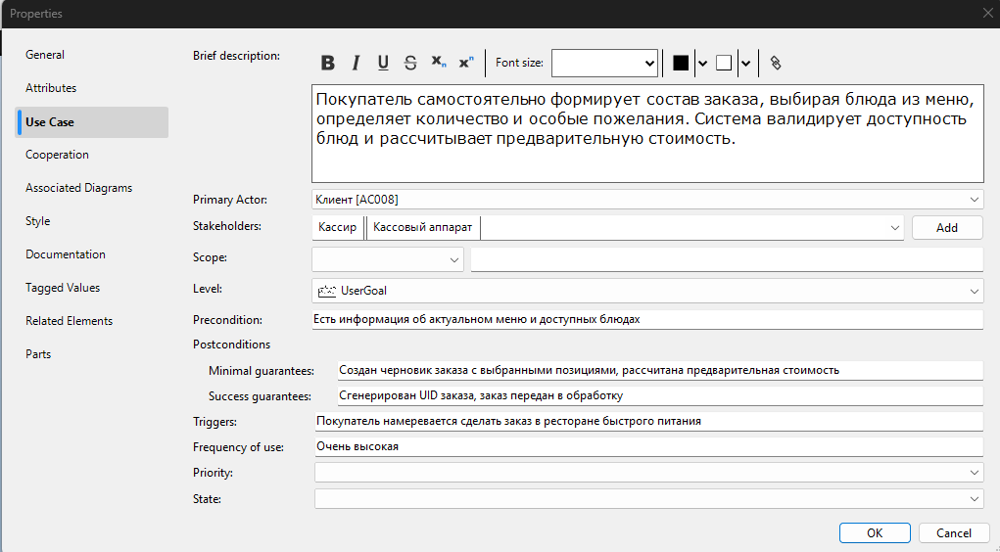 Properties
General
Attributes
Use Case
Cooperation
Associated Diagrams
Style
Documentation
Tagged Values
Related Elements
Parts
Brief description:
B I U S Xn xn Font size:
Покупатель самостоятельно формирует состав заказа, выбирая блюда из меню,
определяет количество и особые пожелания. Система валидирует доступность
блюд и рассчитывает предварительную стоимость.
Primary Actor: Клиент [AC008]
Stakeholders: Кассир Кассовый аппарат Add
Scope:
Level: UserGoal
Precondition: Есть информация об актуальном меню и доступных блюдах
Postconditions
Minimal guarantees: Создан черновик заказа с выбранными позициями, рассчитана предварительная стоимость
Success guarantees: Сгенерирован UID заказа, заказ передан в обработку
Triggers: Покупатель намеревается сделать заказ в ресторане быстрого питания
Frequency of use: Очень высокая
Priority:
State:
OK Cancel